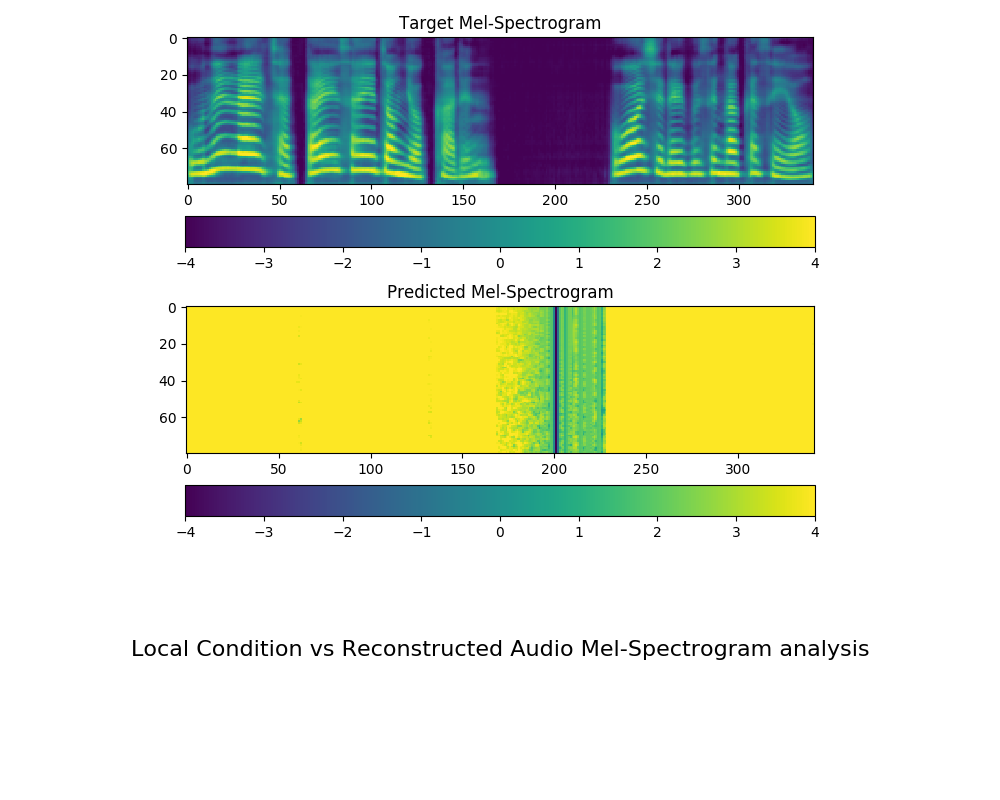 Target Mel-Spectrogram
0
20
40
60
0 50 100 150 200 250 300
−4 −3 −2 −1 0 1 2 3 4
Predicted Mel-Spectrogram
0
20
40
60
0 50 100 150 200 250 300
−4 −3 −2 −1 0 1 2 3 4
Local Condition vs Reconstructed Audio Mel-Spectrogram analysis